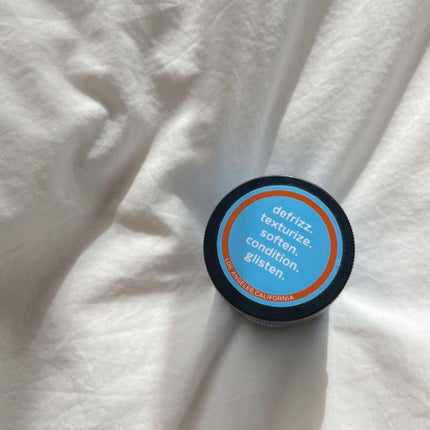 defrizz.
texturize.
soften.
condition.
glisten.
LOS ANGELES, CALIFORNIA